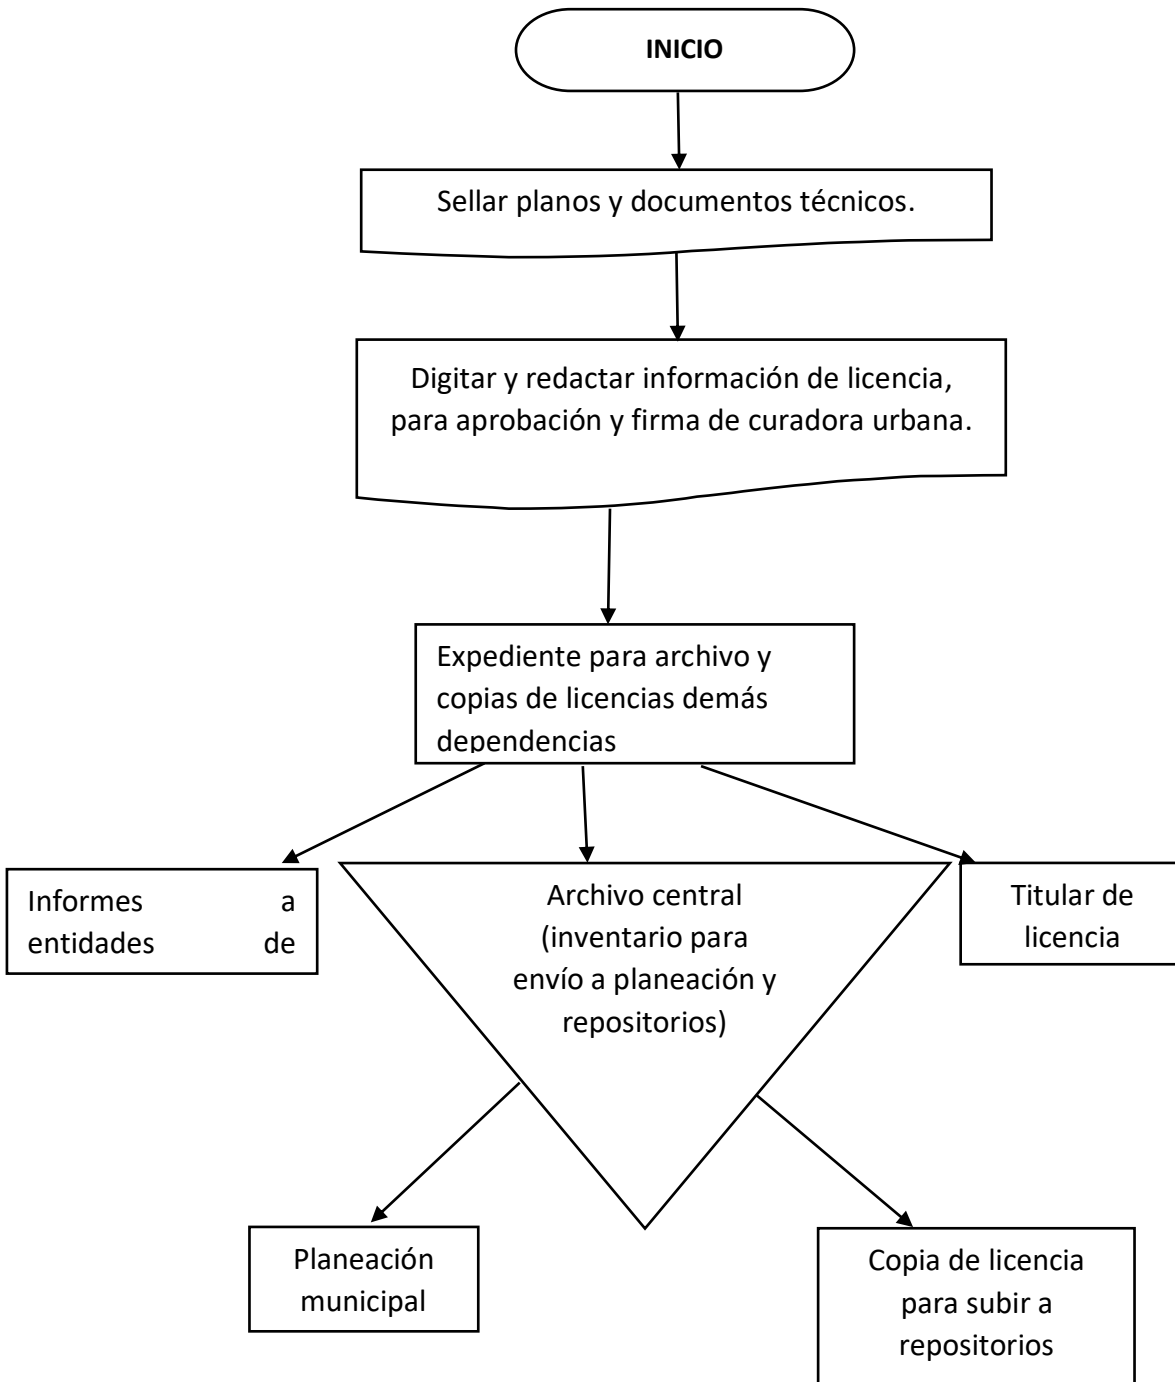 INICIO
Sellar planos y documentos técnicos.
Digitar y redactar información de licencia,
para aprobación y firma de curadora urbana.
Expediente para archivo y
copias de licencias demás
dependencias
Informes a
entidades de
Archivo central
(inventario para
envío a planeación y
repositorios)
Titular de
licencia
Planeación
municipal
Copia de licencia
para subir a
repositorios